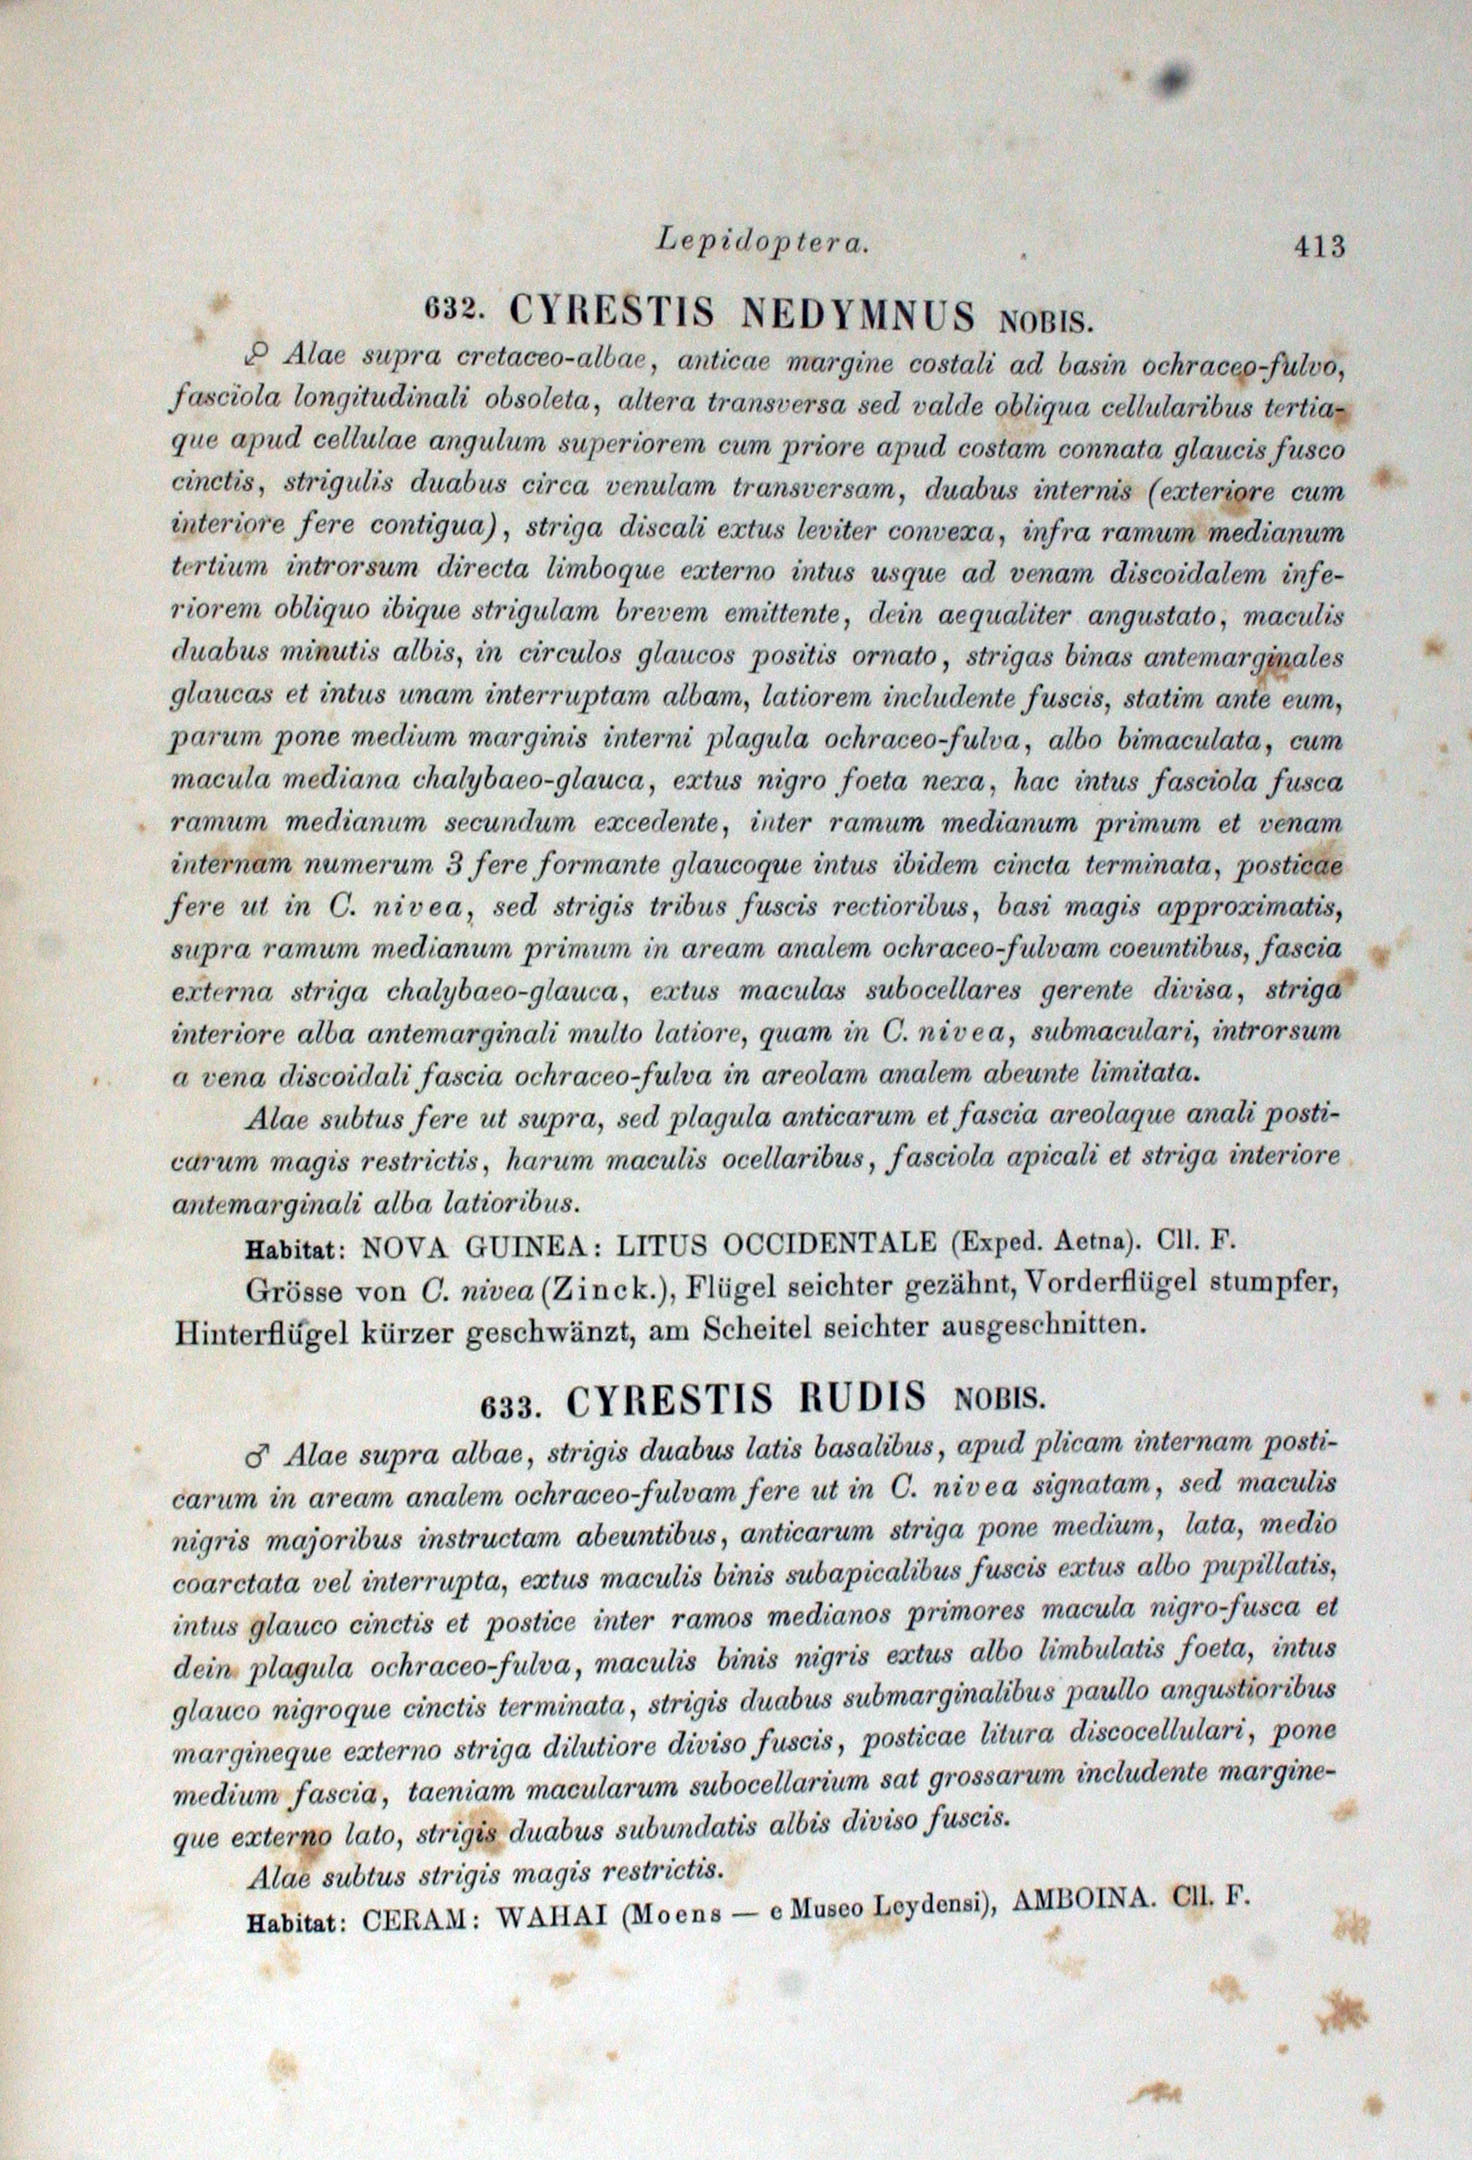 Lepidoptera. 413
632. CYRESTIS NEDYMNUS NOBIS.
♂ Alae supra cretaceo-albae, anticae margine costali ad basin ochraceo-fulvo,
fasciola longitudinali obsoleta, altera transversa sed valde obliqua cellularibus tertia-
que apud cellulae angulum superiorem cum priore apud costam connata glaucis fusco
cinctis, strigulis duabus circa venulam transversam, duabus internis (exteriore cum
interiore fere contigua), striga discali extus leviter convexa, infra ramum medianum
tertium introrsum directa limboque externo intus usque ad venam discoidalem infe-
riorem obliquo ibique strigulam brevem emittente, dein aequaliter angustato, maculis
duabus minutis albis, in circulos glaucos positis ornato, strigas binas antemarginales
glaucas et intus unam interruptam albam, latiorem includente fuscis, statim ante eum,
parum pone medium marginis interni plagula ochraceo-fulva, albo bimaculata, cum
macula mediana chalybaeo-glauca, extus nigro foeta nexa, hac intus fasciola fusca
ramum medianum secundum excedente, inter ramum medianum primum et venam
internam numerum 3 fere formante glaucoque intus ibidem cincta terminata, posticae
fere ut in C. nivea, sed strigis tribus fuscis rectioribus, basi magis approximatis,
supra ramum medianum primum in aream analem ochraceo-fulvam coeuntibus, fascia
externa striga chalybaeo-glauca, extus maculas subocellares gerente divisa, striga
interiore alba antemarginali multo latiore, quam in C. nivea, submaculari, introrsum
a vena discoidali fascia ochraceo-fulva in areolam analem abeunte limitata.
Alae subtus fere ut supra, sed plagula anticarum et fascia areolaque anali posti-
carum magis restrictis, harum maculis ocellaribus, fasciola apicali et striga interiore
antemarginali alba latioribus.
Habitat: NOVA GUINEA: LITUS OCCIDENTALE (Exped. Aetna). Cll. F.
Grösse von C. nivea (Zinck.), Flügel seichter gezähnt, Vorderflügel stumpfer,
Hinterflügel kürzer geschwänzt, am Scheitel seichter ausgeschnitten.
633. CYRESTIS RUDIS NOBIS.
♂ Alae supra albae, strigis duabus latis basalibus, apud plicam internam posti-
carum in aream analem ochraceo-fulvam fere ut in C. nivea signatam, sed maculis
nigris majoribus instructam abeuntibus, anticarum striga pone medium, lata, medio
coarctata vel interrupta, extus maculis binis subapicalibus fuscis extus albo pupillatis,
intus glauco cinctis et postice inter ramos medianos primores macula nigro-fusca et
dein plagula ochraceo-fulva, maculis binis nigris extus albo limbulatis foeta, intus
glauco nigroque cinctis terminata, strigis duabus submarginalibus paullo angustioribus
margineque externo striga dilutiore diviso fuscis, posticae litura discocellulari, pone
medium fascia, taeniam macularum subocellarium sat grossarum includente margine-
que externo lato, strigis duabus subundatis albis diviso fuscis.
Alae subtus strigis magis restrictis.
Habitat: CERAM: WAHAI (Moens — e Museo Leydensi), AMBOINA. Cll. F.